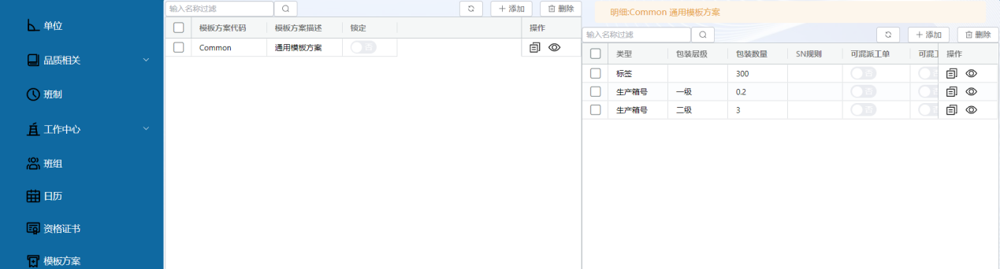 单位
品质相关
班制
工作中心
班组
日历
资格证书
模板方案
输入名称过滤
添加
删除
模板方案代码 模板方案描述 锁定 操作
Common 通用模板方案 否
明细:Common 通用模板方案
输入名称过滤
添加
删除
类型 包装层级 包装数量 SN规则 可混派工单 可混工 操作
标签 300 否 否
生产箱号 一级 0.2 否 否
生产箱号 二级 3 否 否